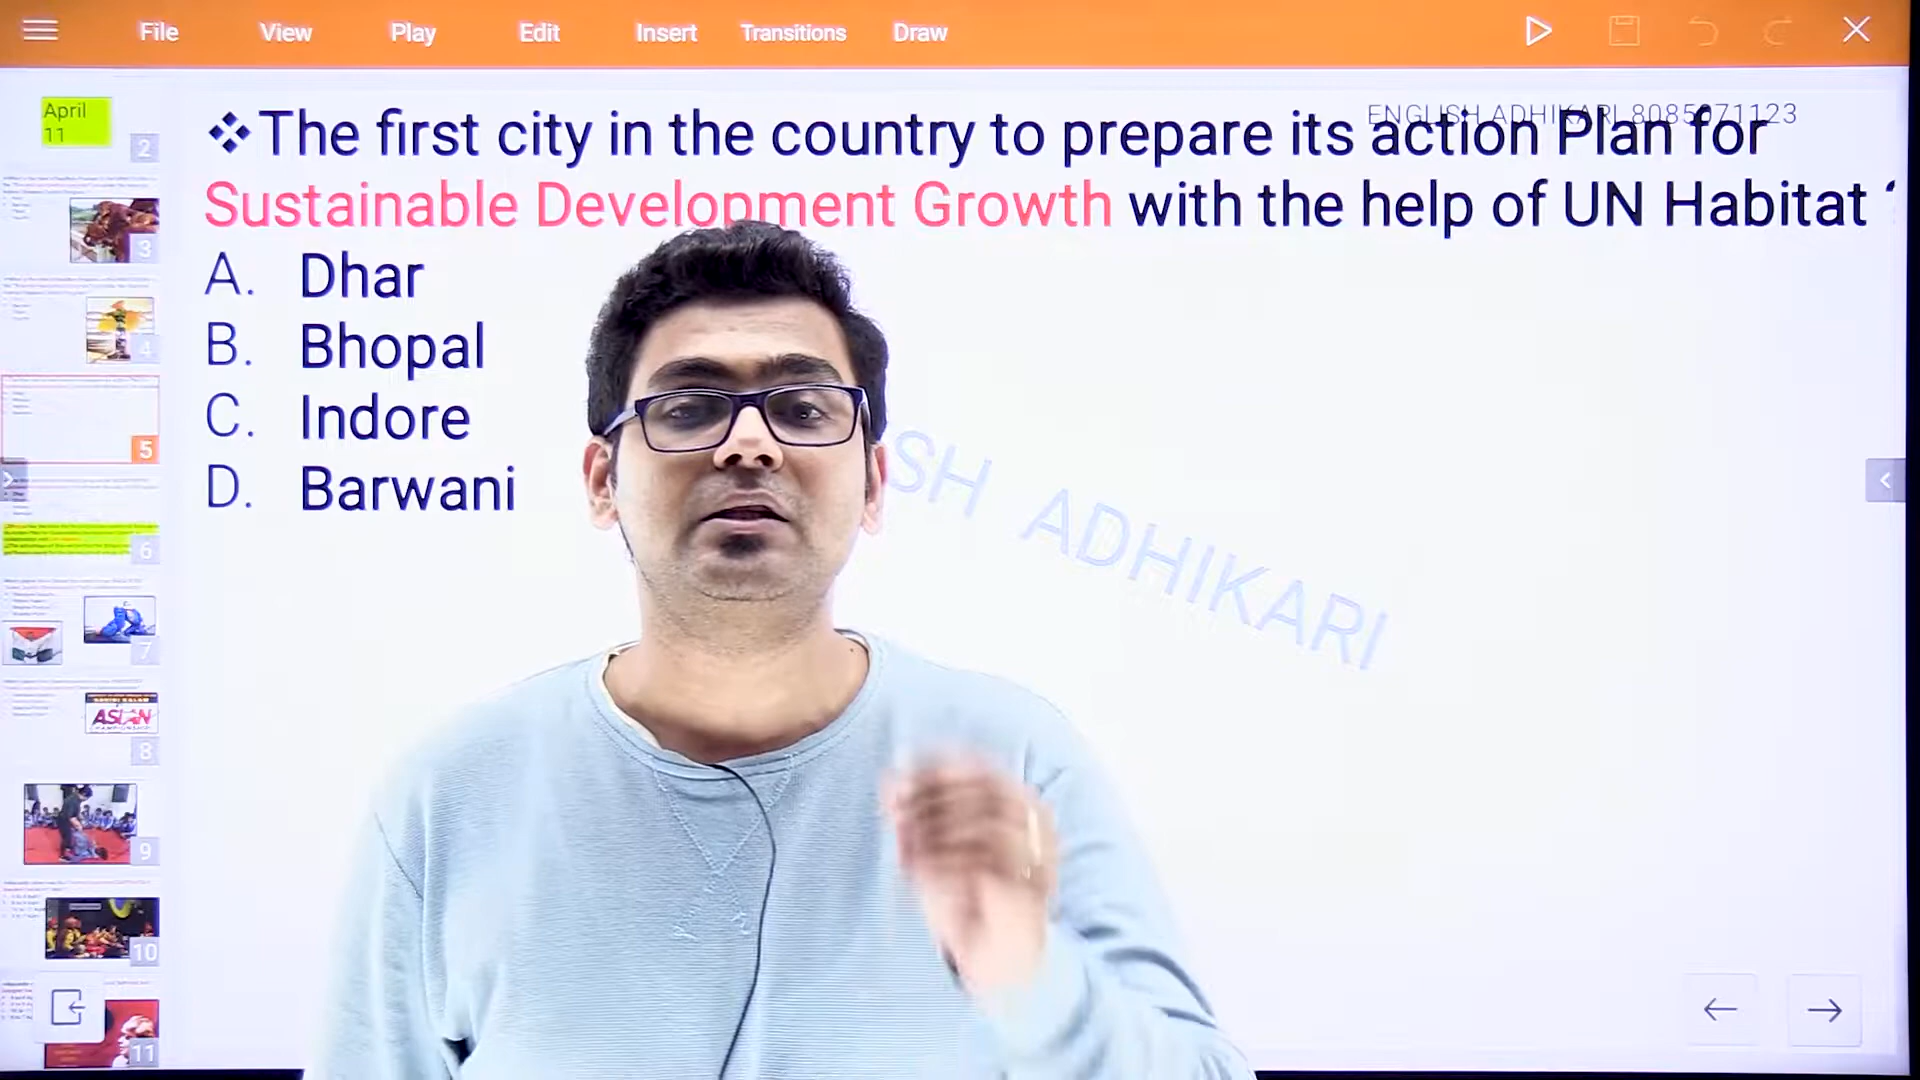 File View Play Edit Insert Transitions Draw
ENGLISH ADHIKARI 8085071123
❖The first city in the country to prepare its action Plan for
Sustainable Development Growth with the help of UN Habitat ‘
A. Dhar
B. Bhopal
C. Indore
D. Barwani
SH ADHIKARI
April
11
2
3
4
5
6
7
ASIAN
8
9
10
11